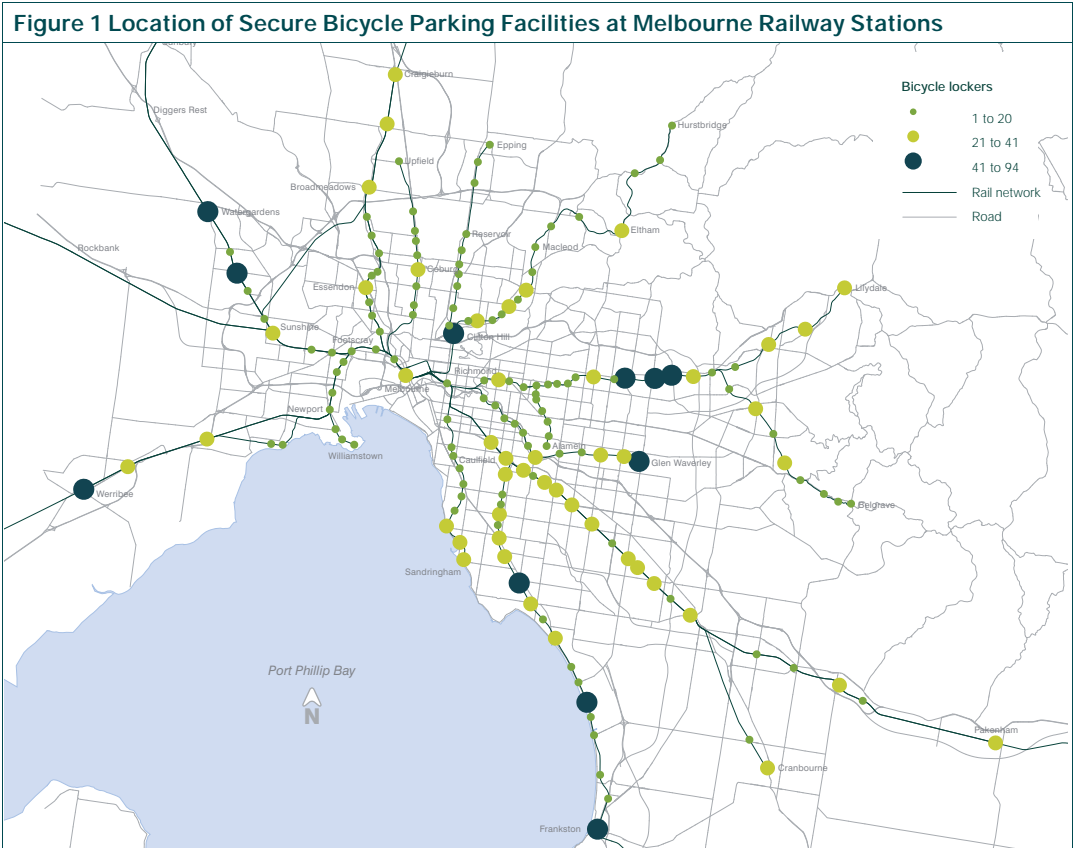 Figure 1 Location of Secure Bicycle Parking Facilities at Melbourne Railway Stations
Sunbury
Craigieburn
Bicycle lockers
1 to 20
21 to 41
41 to 94
Rail network
Road
Diggers Rest
Hurstbridge
Epping
Upfield
Broadmeadows
Watergardens
Eltham
Reservoir
Macleod
Rockbank
Coburg
Essendon
Lilydale
Sunshine
Footscray
Clifton Hill
Richmond
Melbourne
Newport
Alamein
Williamstown
Caulfield
Glen Waverley
Werribee
Belgrave
Sandringham
Port Phillip Bay
N
Pakenham
Cranbourne
Frankston